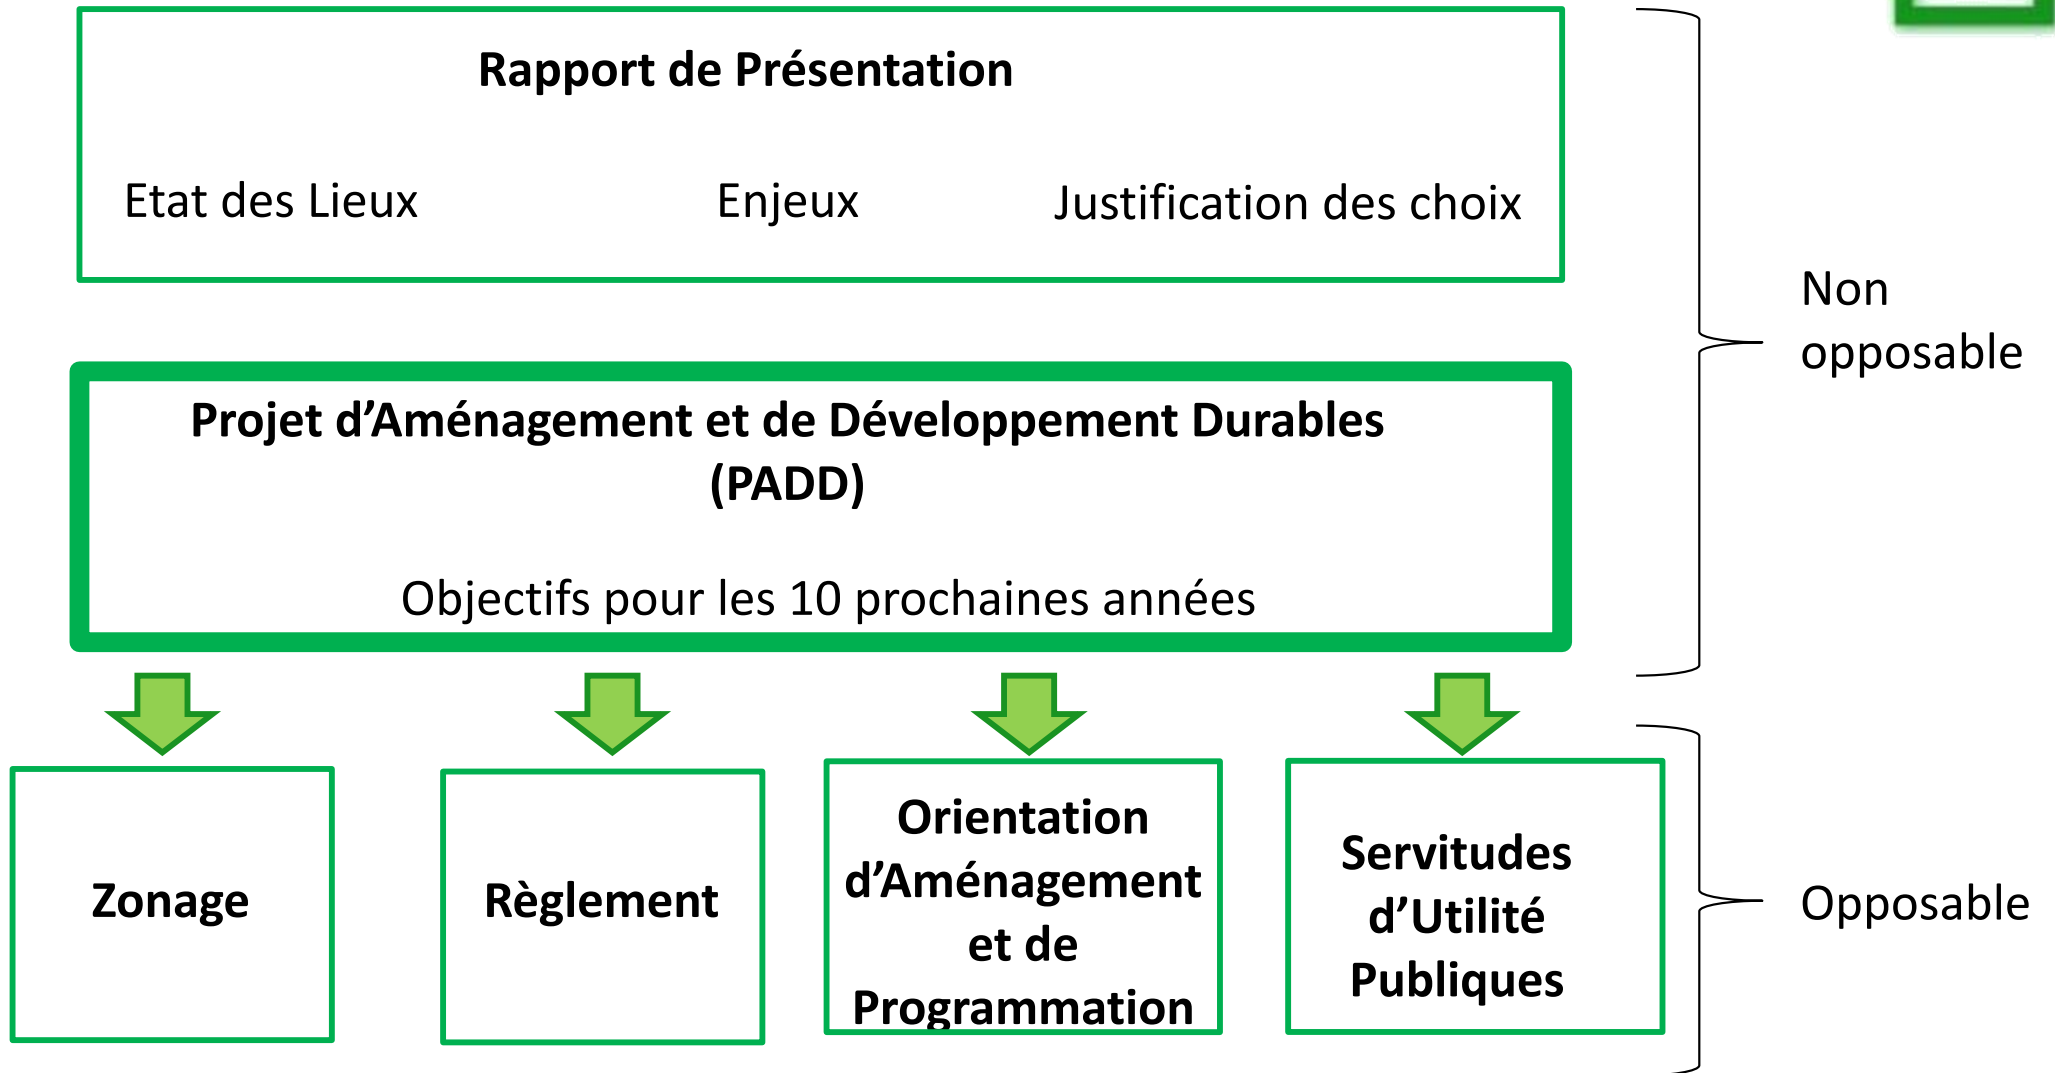 Rapport de Présentation
Etat des Lieux
Enjeux
Justification des choix
Non
opposable
Projet d’Aménagement et de Développement Durables
(PADD)
Objectifs pour les 10 prochaines années
Zonage
Règlement
Orientation
d’Aménagement
et de
Programmation
Servitudes
d’Utilité
Publiques
Opposable